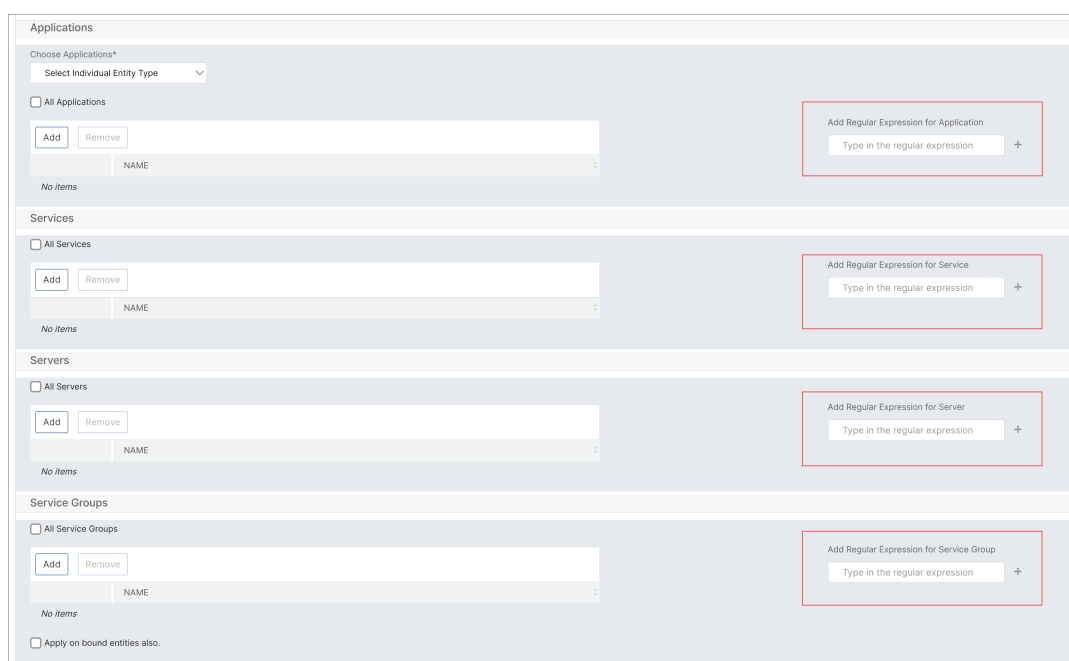 Applications
Choose Applications*
Select Individual Entity Type
All Applications
Add Regular Expression for Application
Add Remove
Type in the regular expression +
NAME
No items
Services
All Services
Add Regular Expression for Service
Add Remove
Type in the regular expression +
NAME
No items
Servers
All Servers
Add Regular Expression for Server
Add Remove
Type in the regular expression +
NAME
No items
Service Groups
All Service Groups
Add Regular Expression for Service Group
Add Remove
Type in the regular expression +
NAME
No items
Apply on bound entities also.